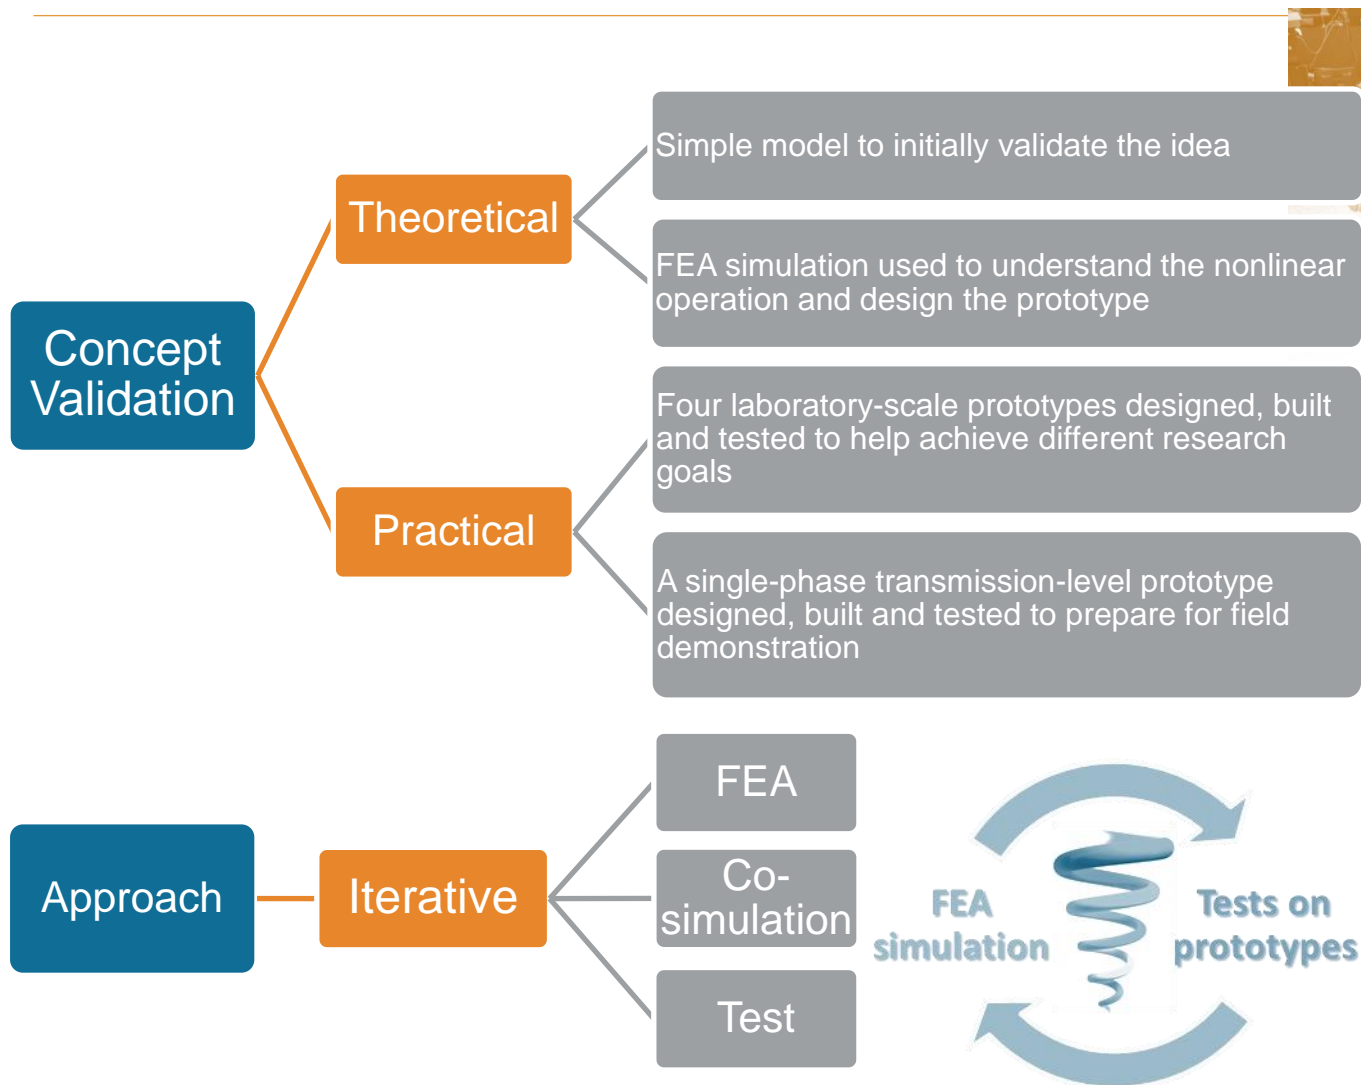 Concept
Validation
Theoretical
Simple model to initially validate the idea
FEA simulation used to understand the nonlinear
operation and design the prototype
Practical
Four laboratory-scale prototypes designed, built
and tested to help achieve different research
goals
A single-phase transmission-level prototype
designed, built and tested to prepare for field
demonstration
Approach
Iterative
FEA
Co-
simulation
Test
FEA
simulation
Tests on
prototypes